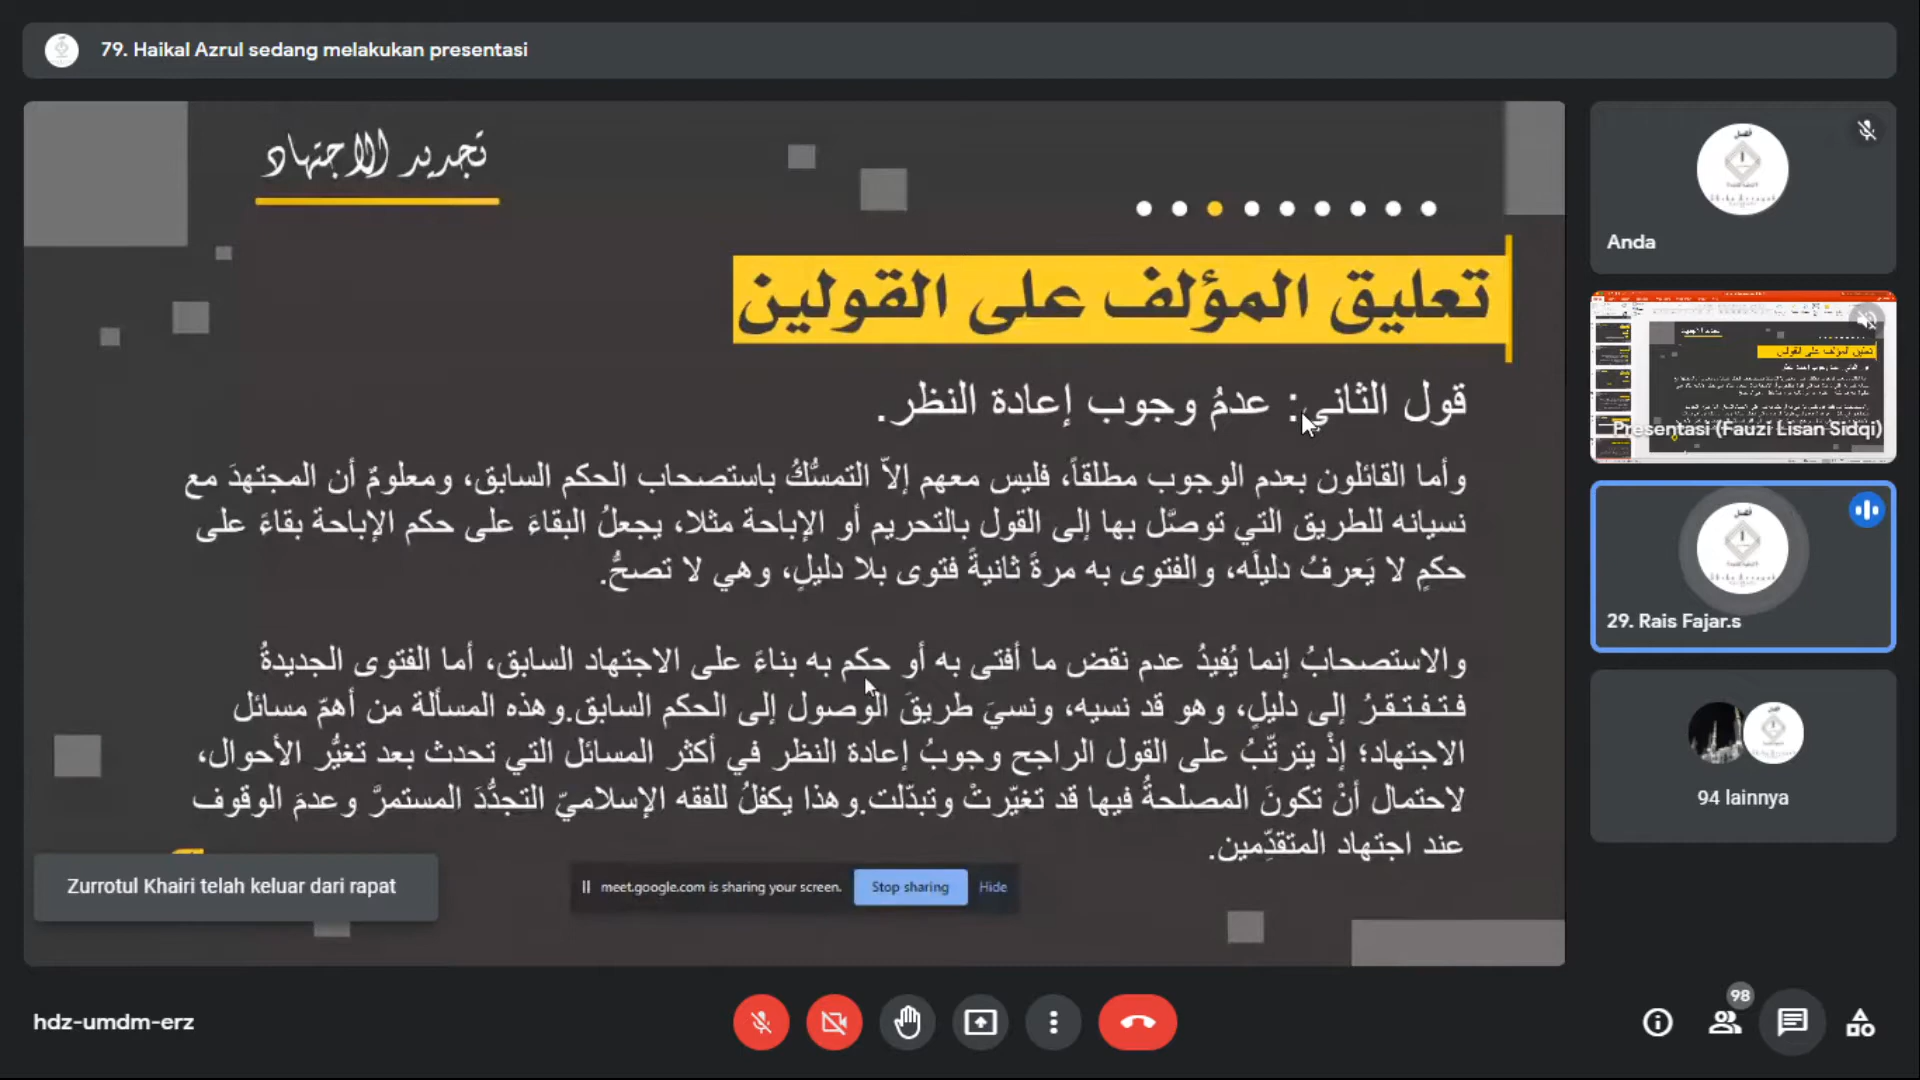 79. Haikal Azrul sedang melakukan presentasi
تجديد الاجتهاد
تعليق المؤلف على القولين
قول الثاني: عدمُ وجوب إعادة النظر.
وأما القائلون بعدم الوجوب مطلقاً، فليس معهم إلاّ التمسُّكُ باستصحاب الحكم السابق، ومعلومٌ أن المجتهدَ مع
نسيانه للطريق التي توصَّل بها إلى القول بالتحريم أو الإباحة مثلا، يجعلُ البقاءَ على حكم الإباحة بقاءً على
حكمٍ لا يَعرفُ دليلَه، والفتوى به مرةً ثانيةً فتوى بلا دليلٍ، وهي لا تصحُّ.
والاستصحابُ إنما يُفيدُ عدم نقض ما أفتى به أو حكم به بناءً على الاجتهاد السابق، أما الفتوى الجديدةُ
فـتـفـتـقـرُ إلى دليلٍ، وهو قد نسيه، ونسيَ طريقَ الوصول إلى الحكم السابق.وهذه المسألة من أهمّ مسائل
الاجتهاد؛ إذْ يترتّبُ على القول الراجح وجوبُ إعادة النظر في أكثر المسائل التي تحدث بعد تغيُّر الأحوال،
لاحتمال أنْ تكونَ المصلحةُ فيها قد تغيّرتْ وتبدّلت.وهذا يكفلُ للفقه الإسلاميّ التجدُّدَ المستمرَّ وعدمَ الوقوف
عند اجتهاد المتقدِّمين.
Zurrotul Khairi telah keluar dari rapat
meet.google.com is sharing your screen.
Stop sharing
Hide
Anda
Presentasi (Fauzi Lisan Sidqi)
29. Rais Fajar.s
94 lainnya
hdz-umdm-erz
98